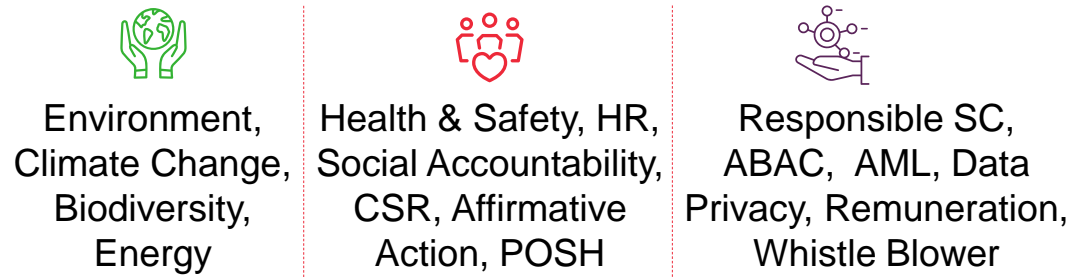 Environment,
Climate Change,
Biodiversity,
Energy
Health & Safety, HR,
Social Accountability,
CSR, Affirmative
Action, POSH
Responsible SC,
ABAC,  AML, Data
Privacy, Remuneration,
Whistle Blower